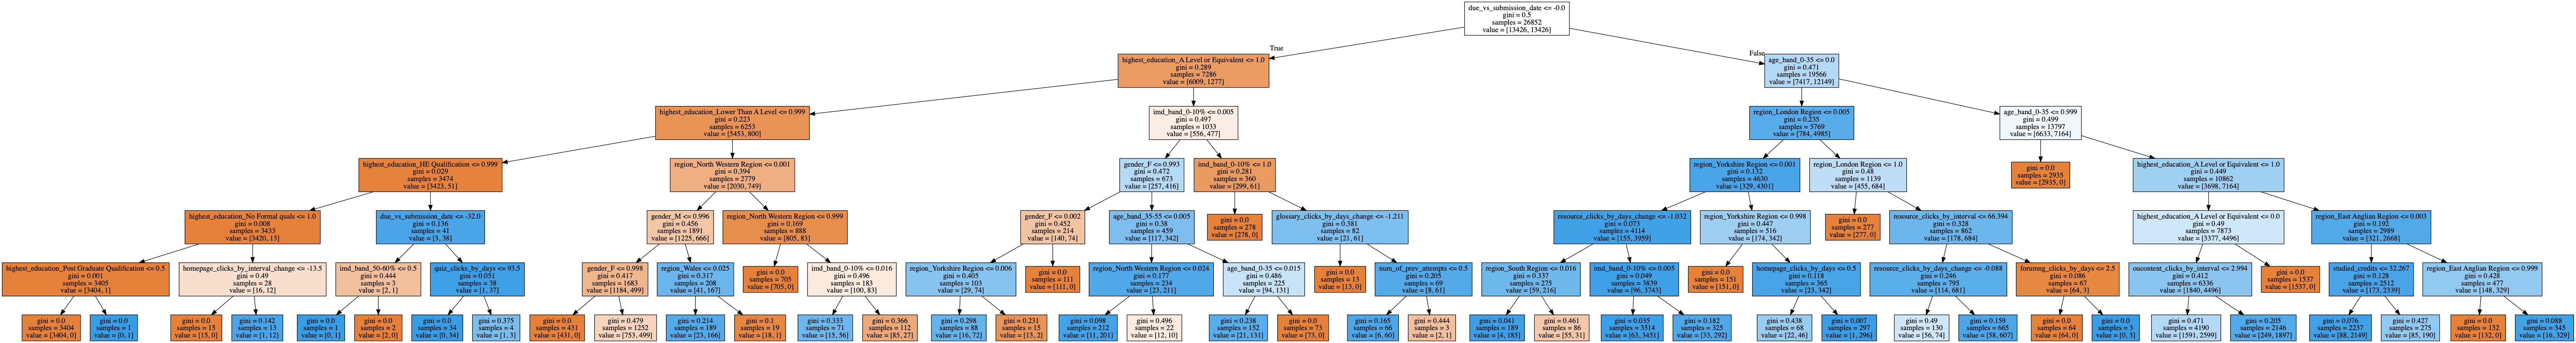 due_vs_submission_date <= -0.0
gini = 0.5
samples = 26852
value = [13426, 13426]
True
False
highest_education_A Level or Equivalent <= 1.0
gini = 0.289
samples = 7286
value = [6009, 1277]
age_band_0-35 <= 0.0
gini = 0.471
samples = 19566
value = [7417, 12149]
highest_education_Lower Than A Level <= 0.999
gini = 0.223
samples = 6253
value = [5453, 800]
imd_band_0-10% <= 0.005
gini = 0.497
samples = 1033
value = [556, 477]
region_London Region <= 0.005
gini = 0.235
samples = 5769
value = [784, 4985]
age_band_0-35 <= 0.999
gini = 0.499
samples = 13797
value = [6633, 7164]
highest_education_HE Qualification <= 0.999
gini = 0.029
samples = 3474
value = [3423, 51]
region_North Western Region <= 0.001
gini = 0.394
samples = 2779
value = [2030, 749]
gender_F <= 0.993
gini = 0.472
samples = 673
value = [257, 416]
imd_band_0-10% <= 1.0
gini = 0.281
samples = 360
value = [299, 61]
region_Yorkshire Region <= 0.001
gini = 0.132
samples = 4630
value = [329, 4301]
region_London Region <= 1.0
gini = 0.48
samples = 1139
value = [455, 684]
gini = 0.0
samples = 2935
value = [2935, 0]
highest_education_A Level or Equivalent <= 1.0
gini = 0.449
samples = 10862
value = [3698, 7164]
highest_education_No Formal quals <= 1.0
gini = 0.008
samples = 3433
value = [3420, 13]
due_vs_submission_date <= -32.0
gini = 0.136
samples = 41
value = [3, 38]
gender_M <= 0.996
gini = 0.456
samples = 1891
value = [1225, 666]
region_North Western Region <= 0.999
gini = 0.169
samples = 888
value = [805, 83]
gender_F <= 0.002
gini = 0.452
samples = 214
value = [140, 74]
age_band_35-55 <= 0.005
gini = 0.38
samples = 459
value = [117, 342]
gini = 0.0
samples = 278
value = [278, 0]
glossary_clicks_by_days_change <= -1.211
gini = 0.381
samples = 82
value = [21, 61]
resource_clicks_by_days_change <= -1.032
gini = 0.073
samples = 4114
value = [155, 3959]
region_Yorkshire Region <= 0.998
gini = 0.447
samples = 516
value = [174, 342]
gini = 0.0
samples = 277
value = [277, 0]
resource_clicks_by_interval <= 66.394
gini = 0.328
samples = 862
value = [178, 684]
highest_education_A Level or Equivalent <= 0.0
gini = 0.49
samples = 7873
value = [3377, 4496]
region_East Anglian Region <= 0.003
gini = 0.192
samples = 2989
value = [321, 2668]
highest_education_Post Graduate Qualification <= 0.5
gini = 0.001
samples = 3405
value = [3404, 1]
homepage_clicks_by_interval_change <= -13.5
gini = 0.49
samples = 28
value = [16, 12]
imd_band_50-60% <= 0.5
gini = 0.444
samples = 3
value = [2, 1]
quiz_clicks_by_days <= 93.5
gini = 0.051
samples = 38
value = [1, 37]
gender_F <= 0.998
gini = 0.417
samples = 1683
value = [1184, 499]
region_Wales <= 0.025
gini = 0.317
samples = 208
value = [41, 167]
gini = 0.0
samples = 705
value = [705, 0]
imd_band_0-10% <= 0.016
gini = 0.496
samples = 183
value = [100, 83]
region_Yorkshire Region <= 0.006
gini = 0.405
samples = 103
value = [29, 74]
gini = 0.0
samples = 111
value = [111, 0]
region_North Western Region <= 0.024
gini = 0.177
samples = 234
value = [23, 211]
age_band_0-35 <= 0.015
gini = 0.486
samples = 225
value = [94, 131]
gini = 0.0
samples = 13
value = [13, 0]
num_of_prev_attempts <= 0.5
gini = 0.205
samples = 69
value = [8, 61]
region_South Region <= 0.016
gini = 0.337
samples = 275
value = [59, 216]
imd_band_0-10% <= 0.005
gini = 0.049
samples = 3839
value = [96, 3743]
gini = 0.0
samples = 151
value = [151, 0]
homepage_clicks_by_days <= 0.5
gini = 0.118
samples = 365
value = [23, 342]
resource_clicks_by_days_change <= -0.088
gini = 0.246
samples = 795
value = [114, 681]
forumng_clicks_by_days <= 2.5
gini = 0.086
samples = 67
value = [64, 3]
oucontent_clicks_by_interval <= 2.994
gini = 0.412
samples = 6336
value = [1840, 4496]
gini = 0.0
samples = 1537
value = [1537, 0]
studied_credits <= 32.267
gini = 0.128
samples = 2512
value = [173, 2339]
region_East Anglian Region <= 0.999
gini = 0.428
samples = 477
value = [148, 329]
gini = 0.0
samples = 3404
value = [3404, 0]
gini = 0.0
samples = 1
value = [0, 1]
gini = 0.0
samples = 15
value = [15, 0]
gini = 0.142
samples = 13
value = [1, 12]
gini = 0.0
samples = 1
value = [0, 1]
gini = 0.0
samples = 2
value = [2, 0]
gini = 0.0
samples = 34
value = [0, 34]
gini = 0.375
samples = 4
value = [1, 3]
gini = 0.0
samples = 431
value = [431, 0]
gini = 0.479
samples = 1252
value = [753, 499]
gini = 0.214
samples = 189
value = [23, 166]
gini = 0.1
samples = 19
value = [18, 1]
gini = 0.333
samples = 71
value = [15, 56]
gini = 0.366
samples = 112
value = [85, 27]
gini = 0.298
samples = 88
value = [16, 72]
gini = 0.231
samples = 15
value = [13, 2]
gini = 0.098
samples = 212
value = [11, 201]
gini = 0.496
samples = 22
value = [12, 10]
gini = 0.238
samples = 152
value = [21, 131]
gini = 0.0
samples = 73
value = [73, 0]
gini = 0.165
samples = 66
value = [6, 60]
gini = 0.444
samples = 3
value = [2, 1]
gini = 0.041
samples = 189
value = [4, 185]
gini = 0.461
samples = 86
value = [55, 31]
gini = 0.035
samples = 3514
value = [63, 3451]
gini = 0.182
samples = 325
value = [33, 292]
gini = 0.438
samples = 68
value = [22, 46]
gini = 0.007
samples = 297
value = [1, 296]
gini = 0.49
samples = 130
value = [56, 74]
gini = 0.159
samples = 665
value = [58, 607]
gini = 0.0
samples = 64
value = [64, 0]
gini = 0.0
samples = 3
value = [0, 3]
gini = 0.471
samples = 4190
value = [1591, 2599]
gini = 0.205
samples = 2146
value = [249, 1897]
gini = 0.076
samples = 2237
value = [88, 2149]
gini = 0.427
samples = 275
value = [85, 190]
gini = 0.0
samples = 132
value = [132, 0]
gini = 0.088
samples = 345
value = [16, 329]